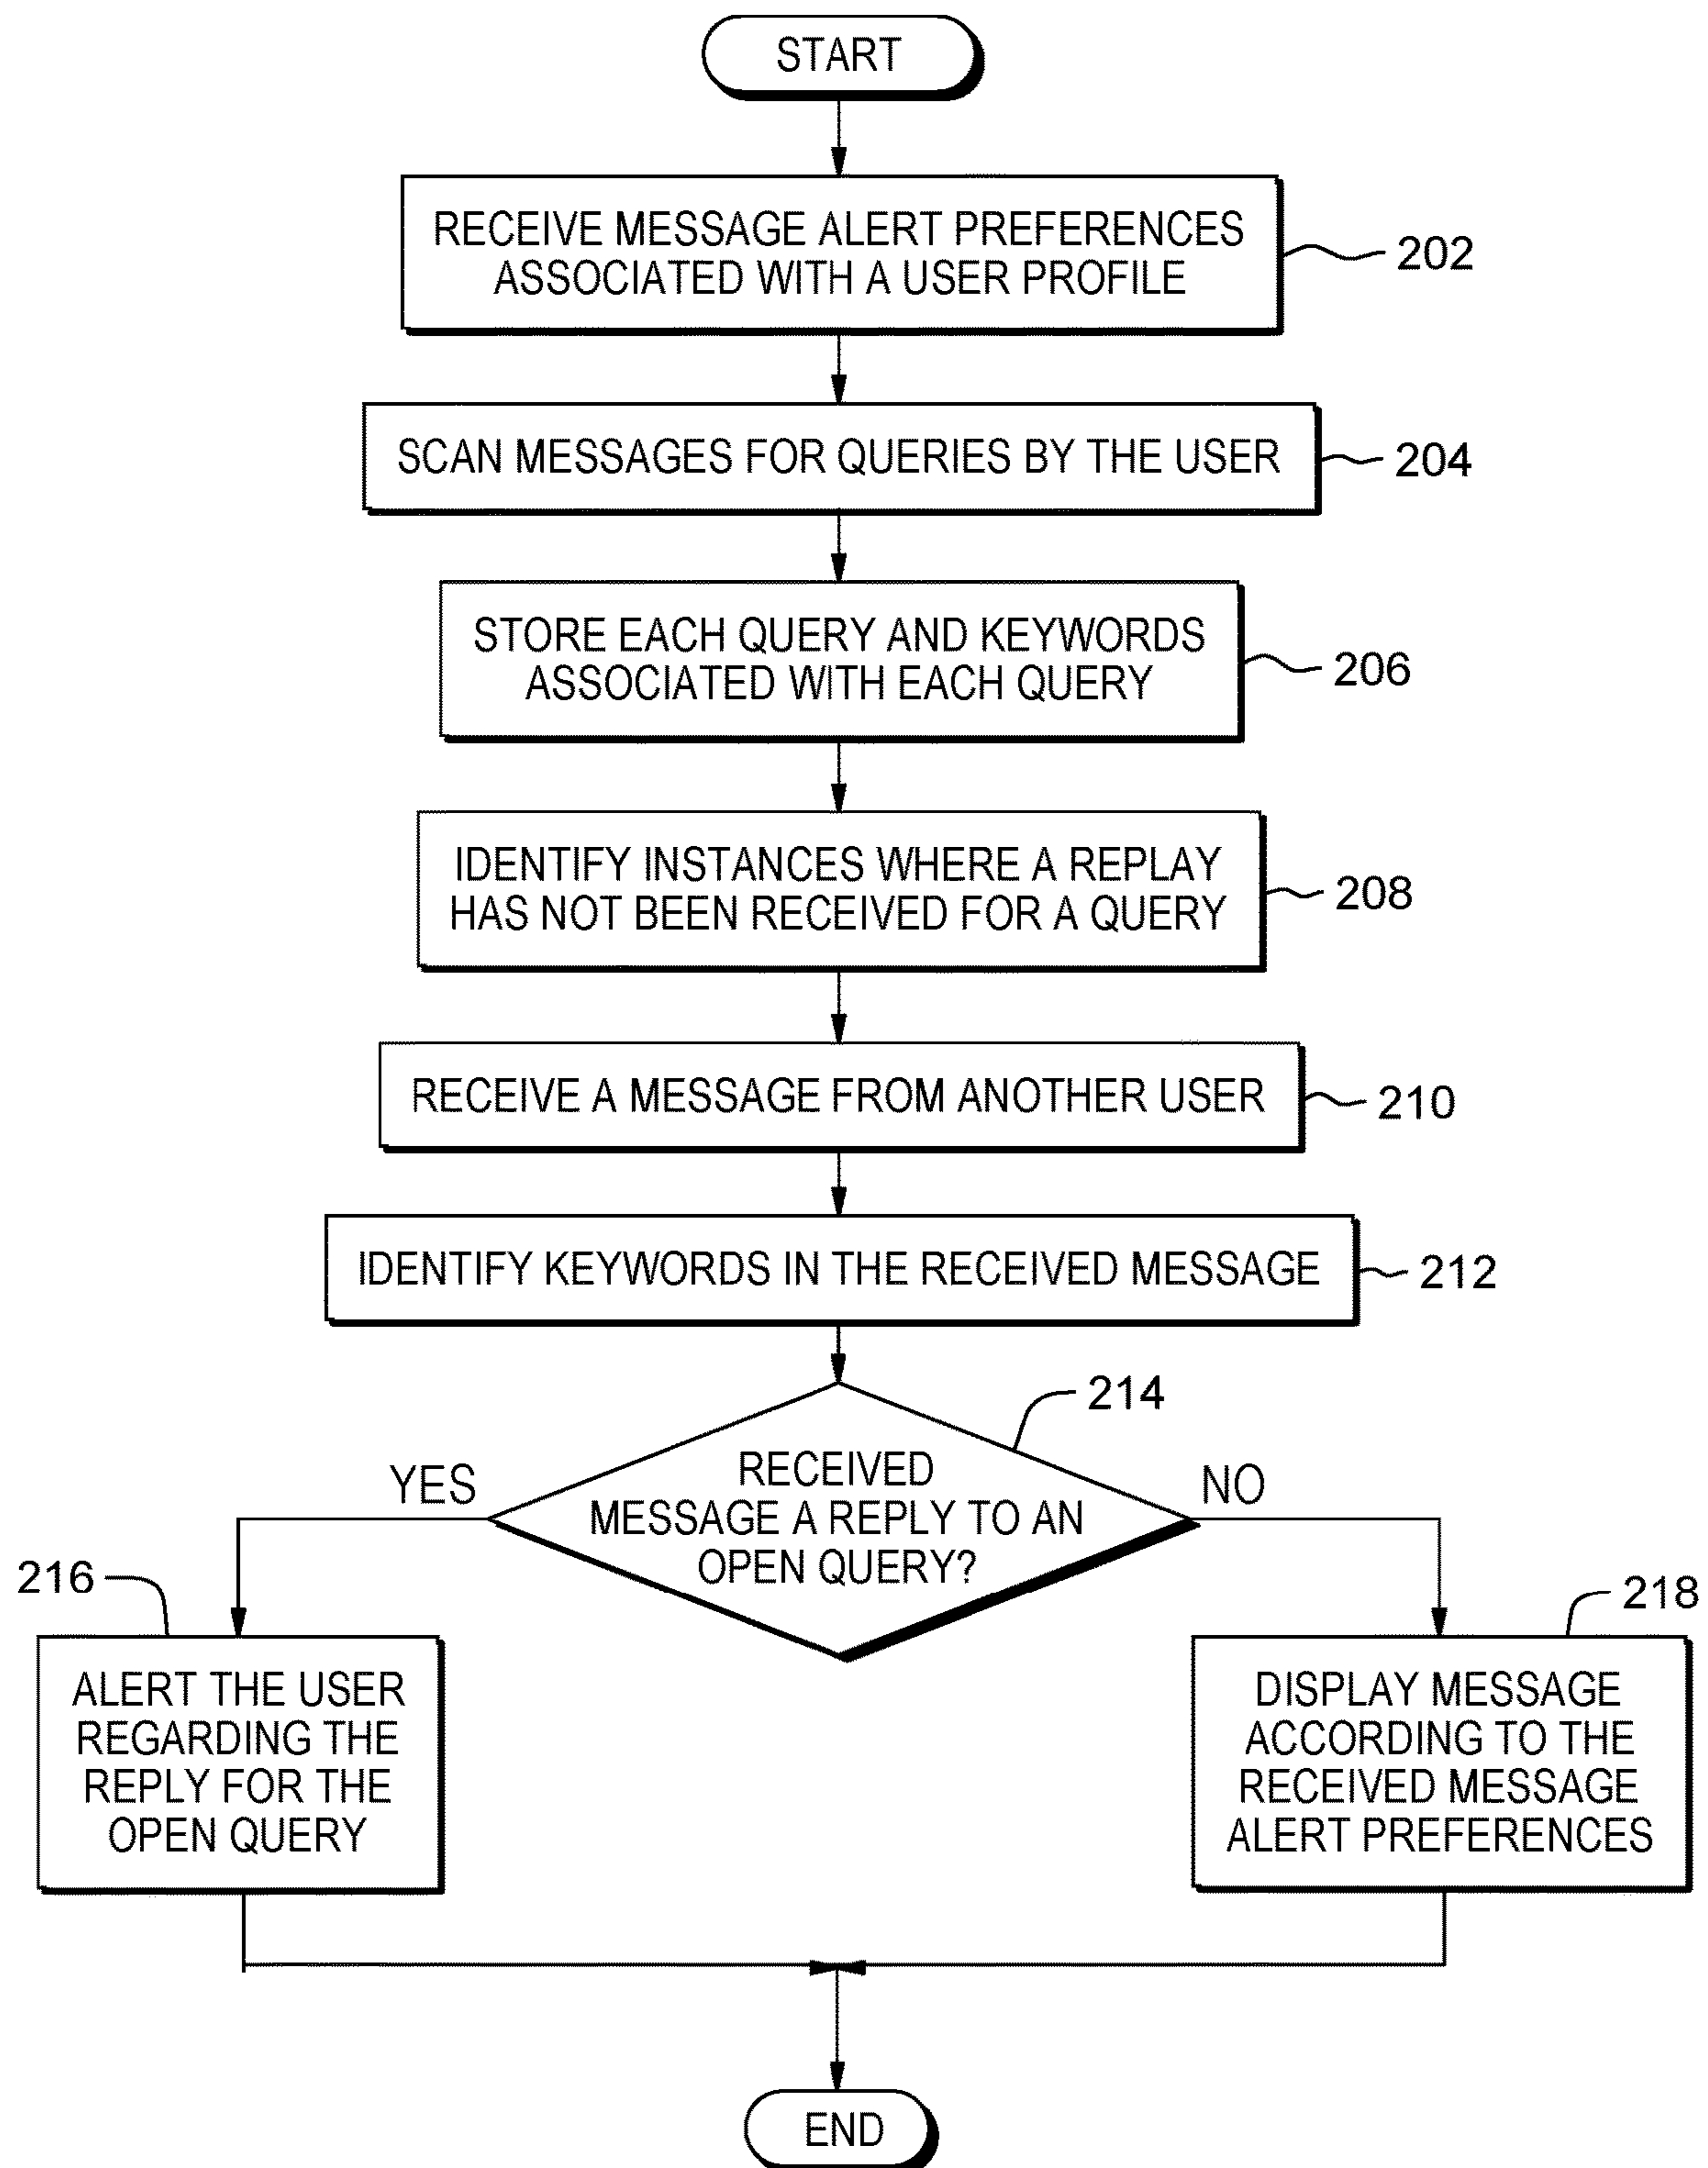 START
RECEIVE MESSAGE ALERT PREFERENCES
ASSOCIATED WITH A USER PROFILE
202
SCAN MESSAGES FOR QUERIES BY THE USER
204
STORE EACH QUERY AND KEYWORDS
ASSOCIATED WITH EACH QUERY
206
IDENTIFY INSTANCES WHERE A REPLAY
HAS NOT BEEN RECEIVED FOR A QUERY
208
RECEIVE A MESSAGE FROM ANOTHER USER
210
IDENTIFY KEYWORDS IN THE RECEIVED MESSAGE
212
214
RECEIVED
MESSAGE A REPLY TO AN
OPEN QUERY?
YES
NO
216
ALERT THE USER
REGARDING THE
REPLY FOR THE
OPEN QUERY
218
DISPLAY MESSAGE
ACCORDING TO THE
RECEIVED MESSAGE
ALERT PREFERENCES
END